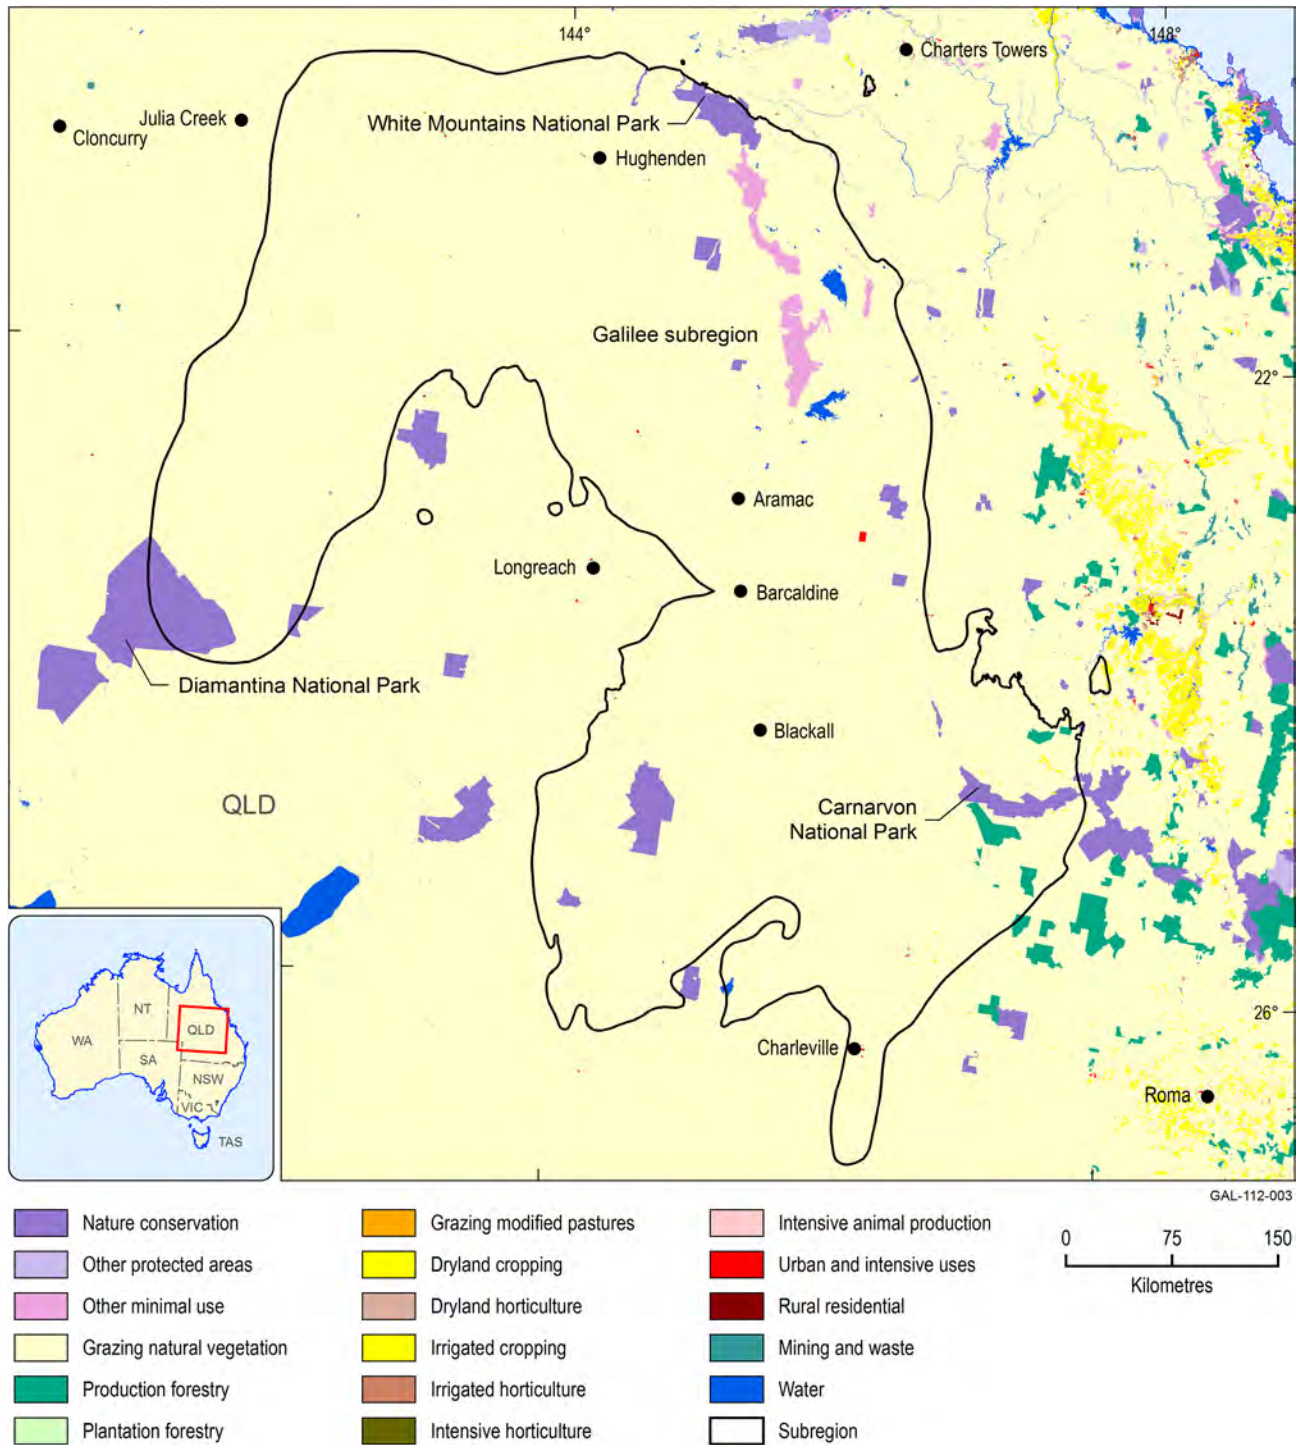 144°
148°
Charters Towers
Julia Creek
Cloncurry
White Mountains National Park
Hughenden
Galilee subregion
22°
Aramac
Longreach
Barcaldine
Diamantina National Park
Blackall
QLD
Carnarvon
National Park
26°
Charleville
Roma
NT
QLD
WA
SA
NSW
VIC
TAS
GAL-112-003
Nature conservation
Other protected areas
Other minimal use
Grazing natural vegetation
Production forestry
Plantation forestry
Grazing modified pastures
Dryland cropping
Dryland horticulture
Irrigated cropping
Irrigated horticulture
Intensive horticulture
Intensive animal production
Urban and intensive uses
Rural residential
Mining and waste
Water
Subregion
0 75 150
Kilometres